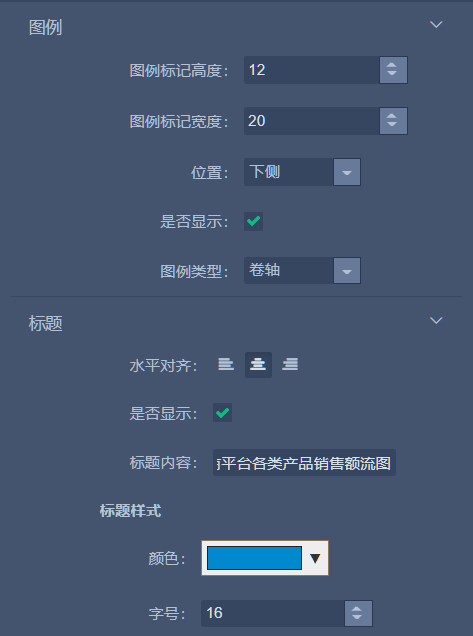 图例
图例标记高度： 12
图例标记宽度： 20
位置： 下侧
是否显示：
图例类型： 卷轴
标题
水平对齐：
是否显示：
标题内容： 平台各类产品销售额流图
标题样式
颜色：
字号： 16